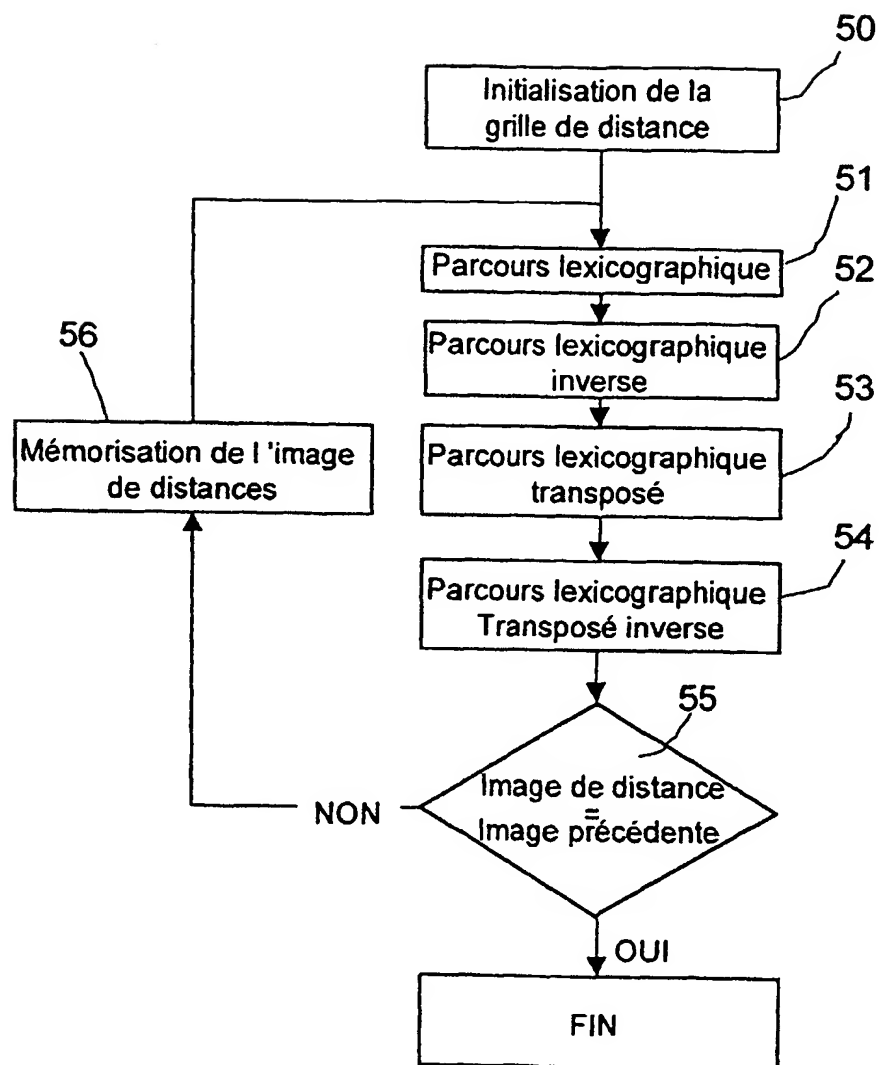 50
Initialisation de la
grille de distance
51
Parcours lexicographique
52
Parcours lexicographique
inverse
56
53
Mémorisation de l 'image
de distances
Parcours lexicographique
transposé
54
Parcours lexicographique
Transposé inverse
55
Image de distance
=
Image précédente
NON
OUI
FIN